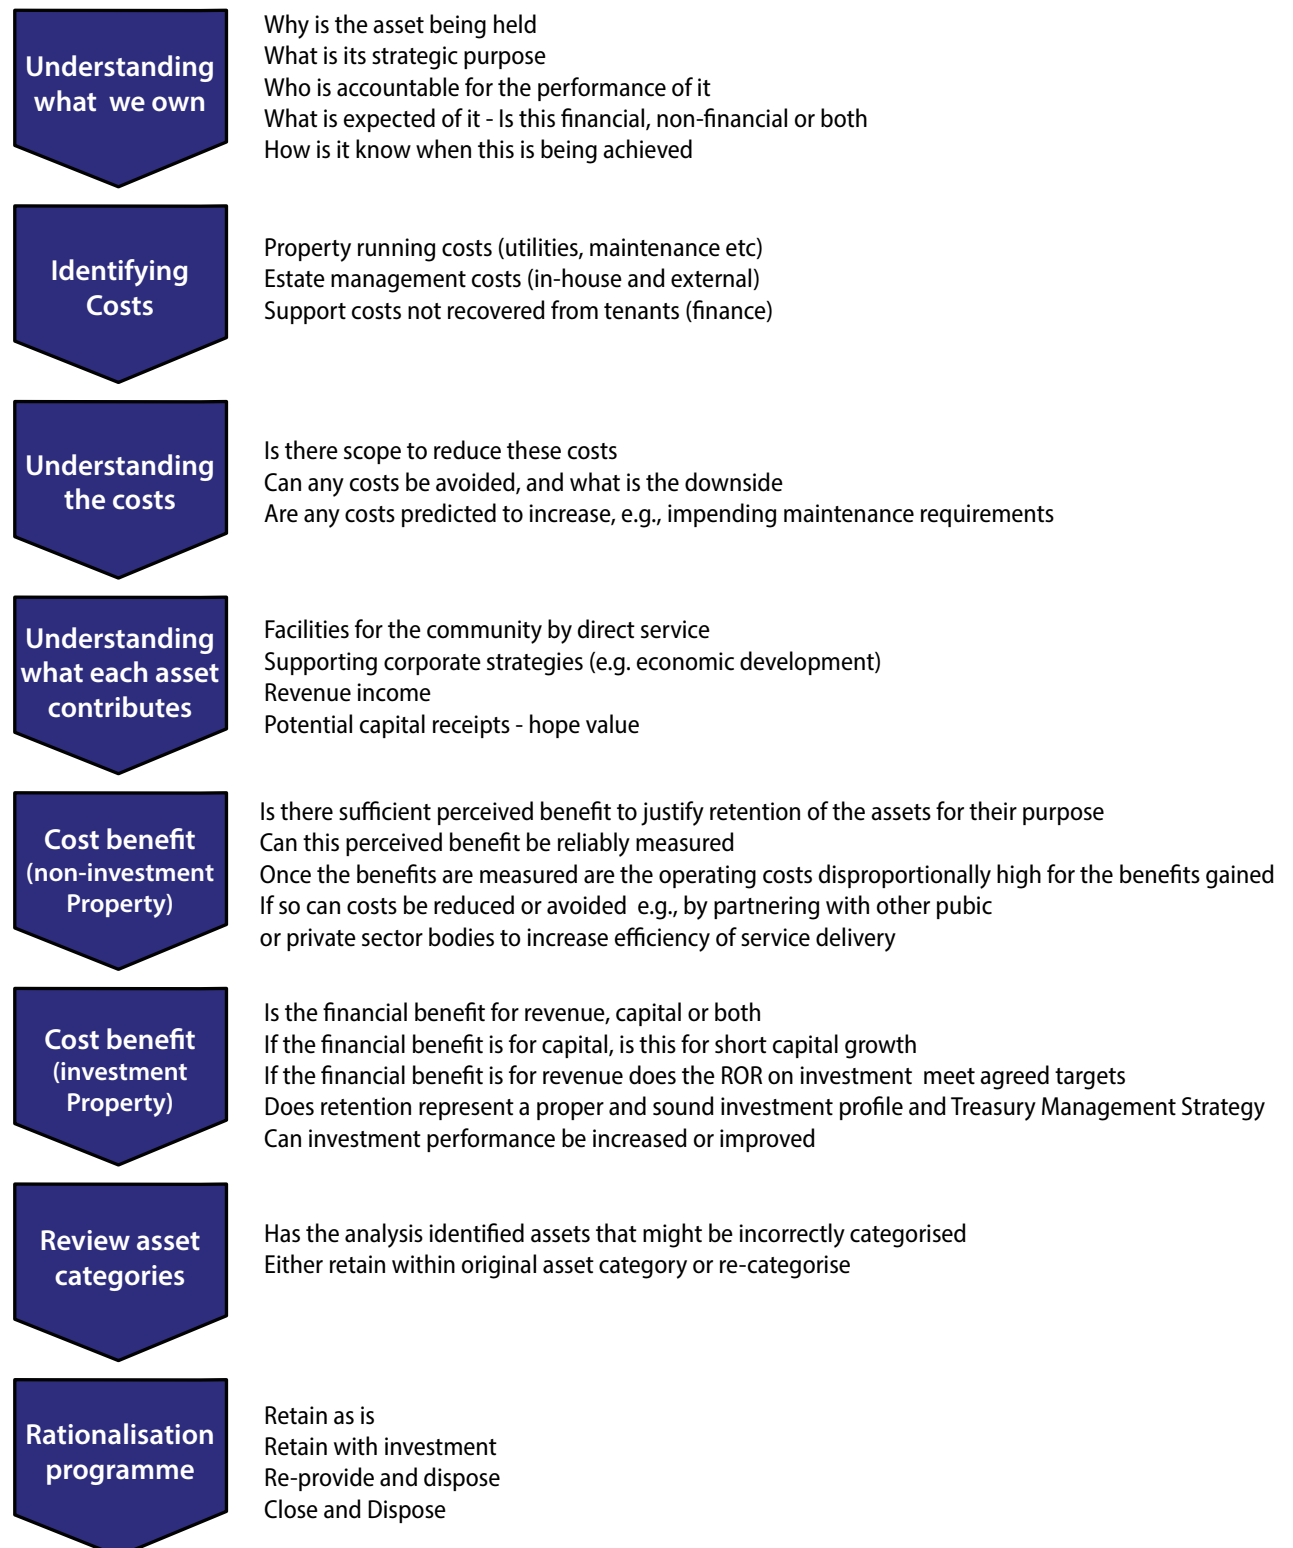 Understanding
what we own
Why is the asset being held
What is its strategic purpose
Who is accountable for the performance of it
What is expected of it - Is this financial, non-financial or both
How is it know when this is being achieved
Identifying
Costs
Property running costs (utilities, maintenance etc)
Estate management costs (in-house and external)
Support costs not recovered from tenants (finance)
Understanding
the costs
Is there scope to reduce these costs
Can any costs be avoided, and what is the downside
Are any costs predicted to increase, e.g., impending maintenance requirements
Understanding
what each asset
contributes
Facilities for the community by direct service
Supporting corporate strategies (e.g. economic development)
Revenue income
Potential capital receipts - hope value
Cost benefit
(non-investment
Property)
Is there sufficient perceived benefit to justify retention of the assets for their purpose
Can this perceived benefit be reliably measured
Once the benefits are measured are the operating costs disproportionally high for the benefits gained
If so can costs be reduced or avoided e.g., by partnering with other pubic
or private sector bodies to increase efficiency of service delivery
Cost benefit
(investment
Property)
Is the financial benefit for revenue, capital or both
If the financial benefit is for capital, is this for short capital growth
If the financial benefit is for revenue does the ROR on investment meet agreed targets
Does retention represent a proper and sound investment profile and Treasury Management Strategy
Can investment performance be increased or improved
Review asset
categories
Has the analysis identified assets that might be incorrectly categorised
Either retain within original asset category or re-categorise
Rationalisation
programme
Retain as is
Retain with investment
Re-provide and dispose
Close and Dispose